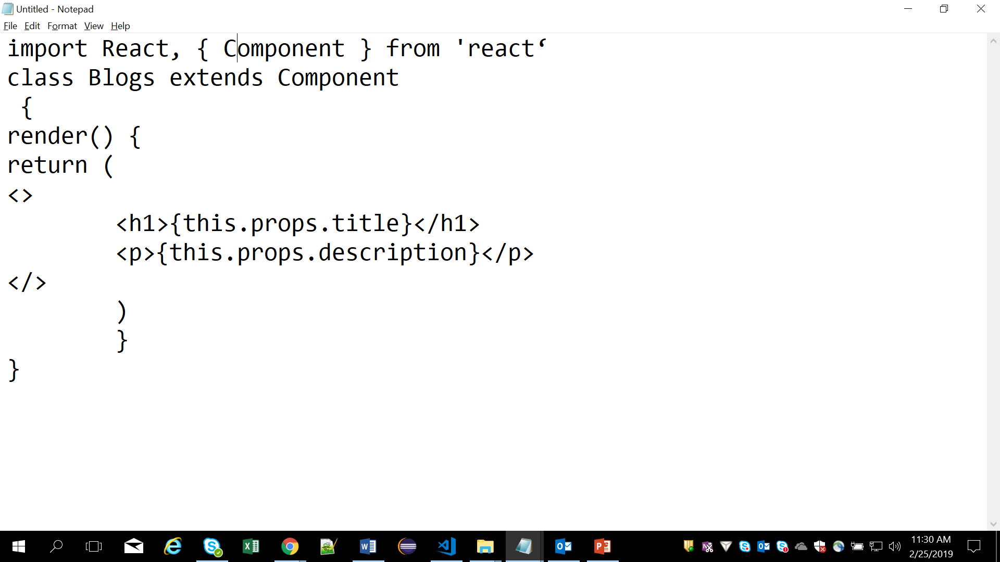 Untitled - Notepad
File Edit Format View Help
import React, { Component } from 'react‘
class Blogs extends Component
 {
render() {
return (
<>
        <h1>{this.props.title}</h1>
        <p>{this.props.description}</p>
</>
        )
        }
}
11:30 AM
2/25/2019